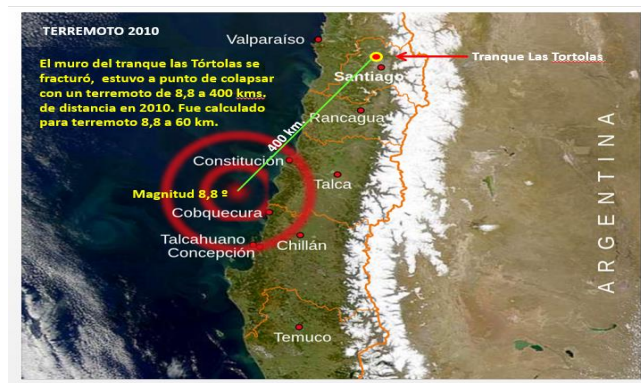 TERREMOTO 2010
El muro del tranque las Tórtolas se
fracturó, estuvo a punto de colapsar
con un terremoto de 8,8 a 400 kms.
de distancia en 2010. Fue calculado
para terremoto 8,8 a 60 km.
Valparaíso
Tranque Las Tortolas
Santiago
Rancagua
400 km.
Constitución
Talca
Magnitud 8,8 º
Cobquecura
Talcahuano
Concepción
Chillán
Temuco
ARGENTINA